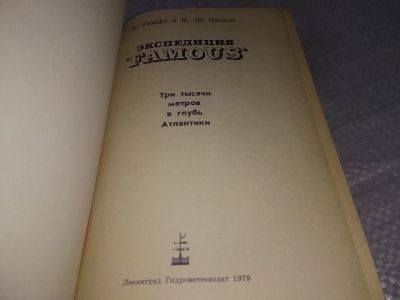 К. Риффо и К. Ле Пишон
ЭКСПЕДИЦИЯ
"FAMOUS"
Три тысячи
метров
в глубь
Атлантики
Ленинград Гидрометеоиздат 1979